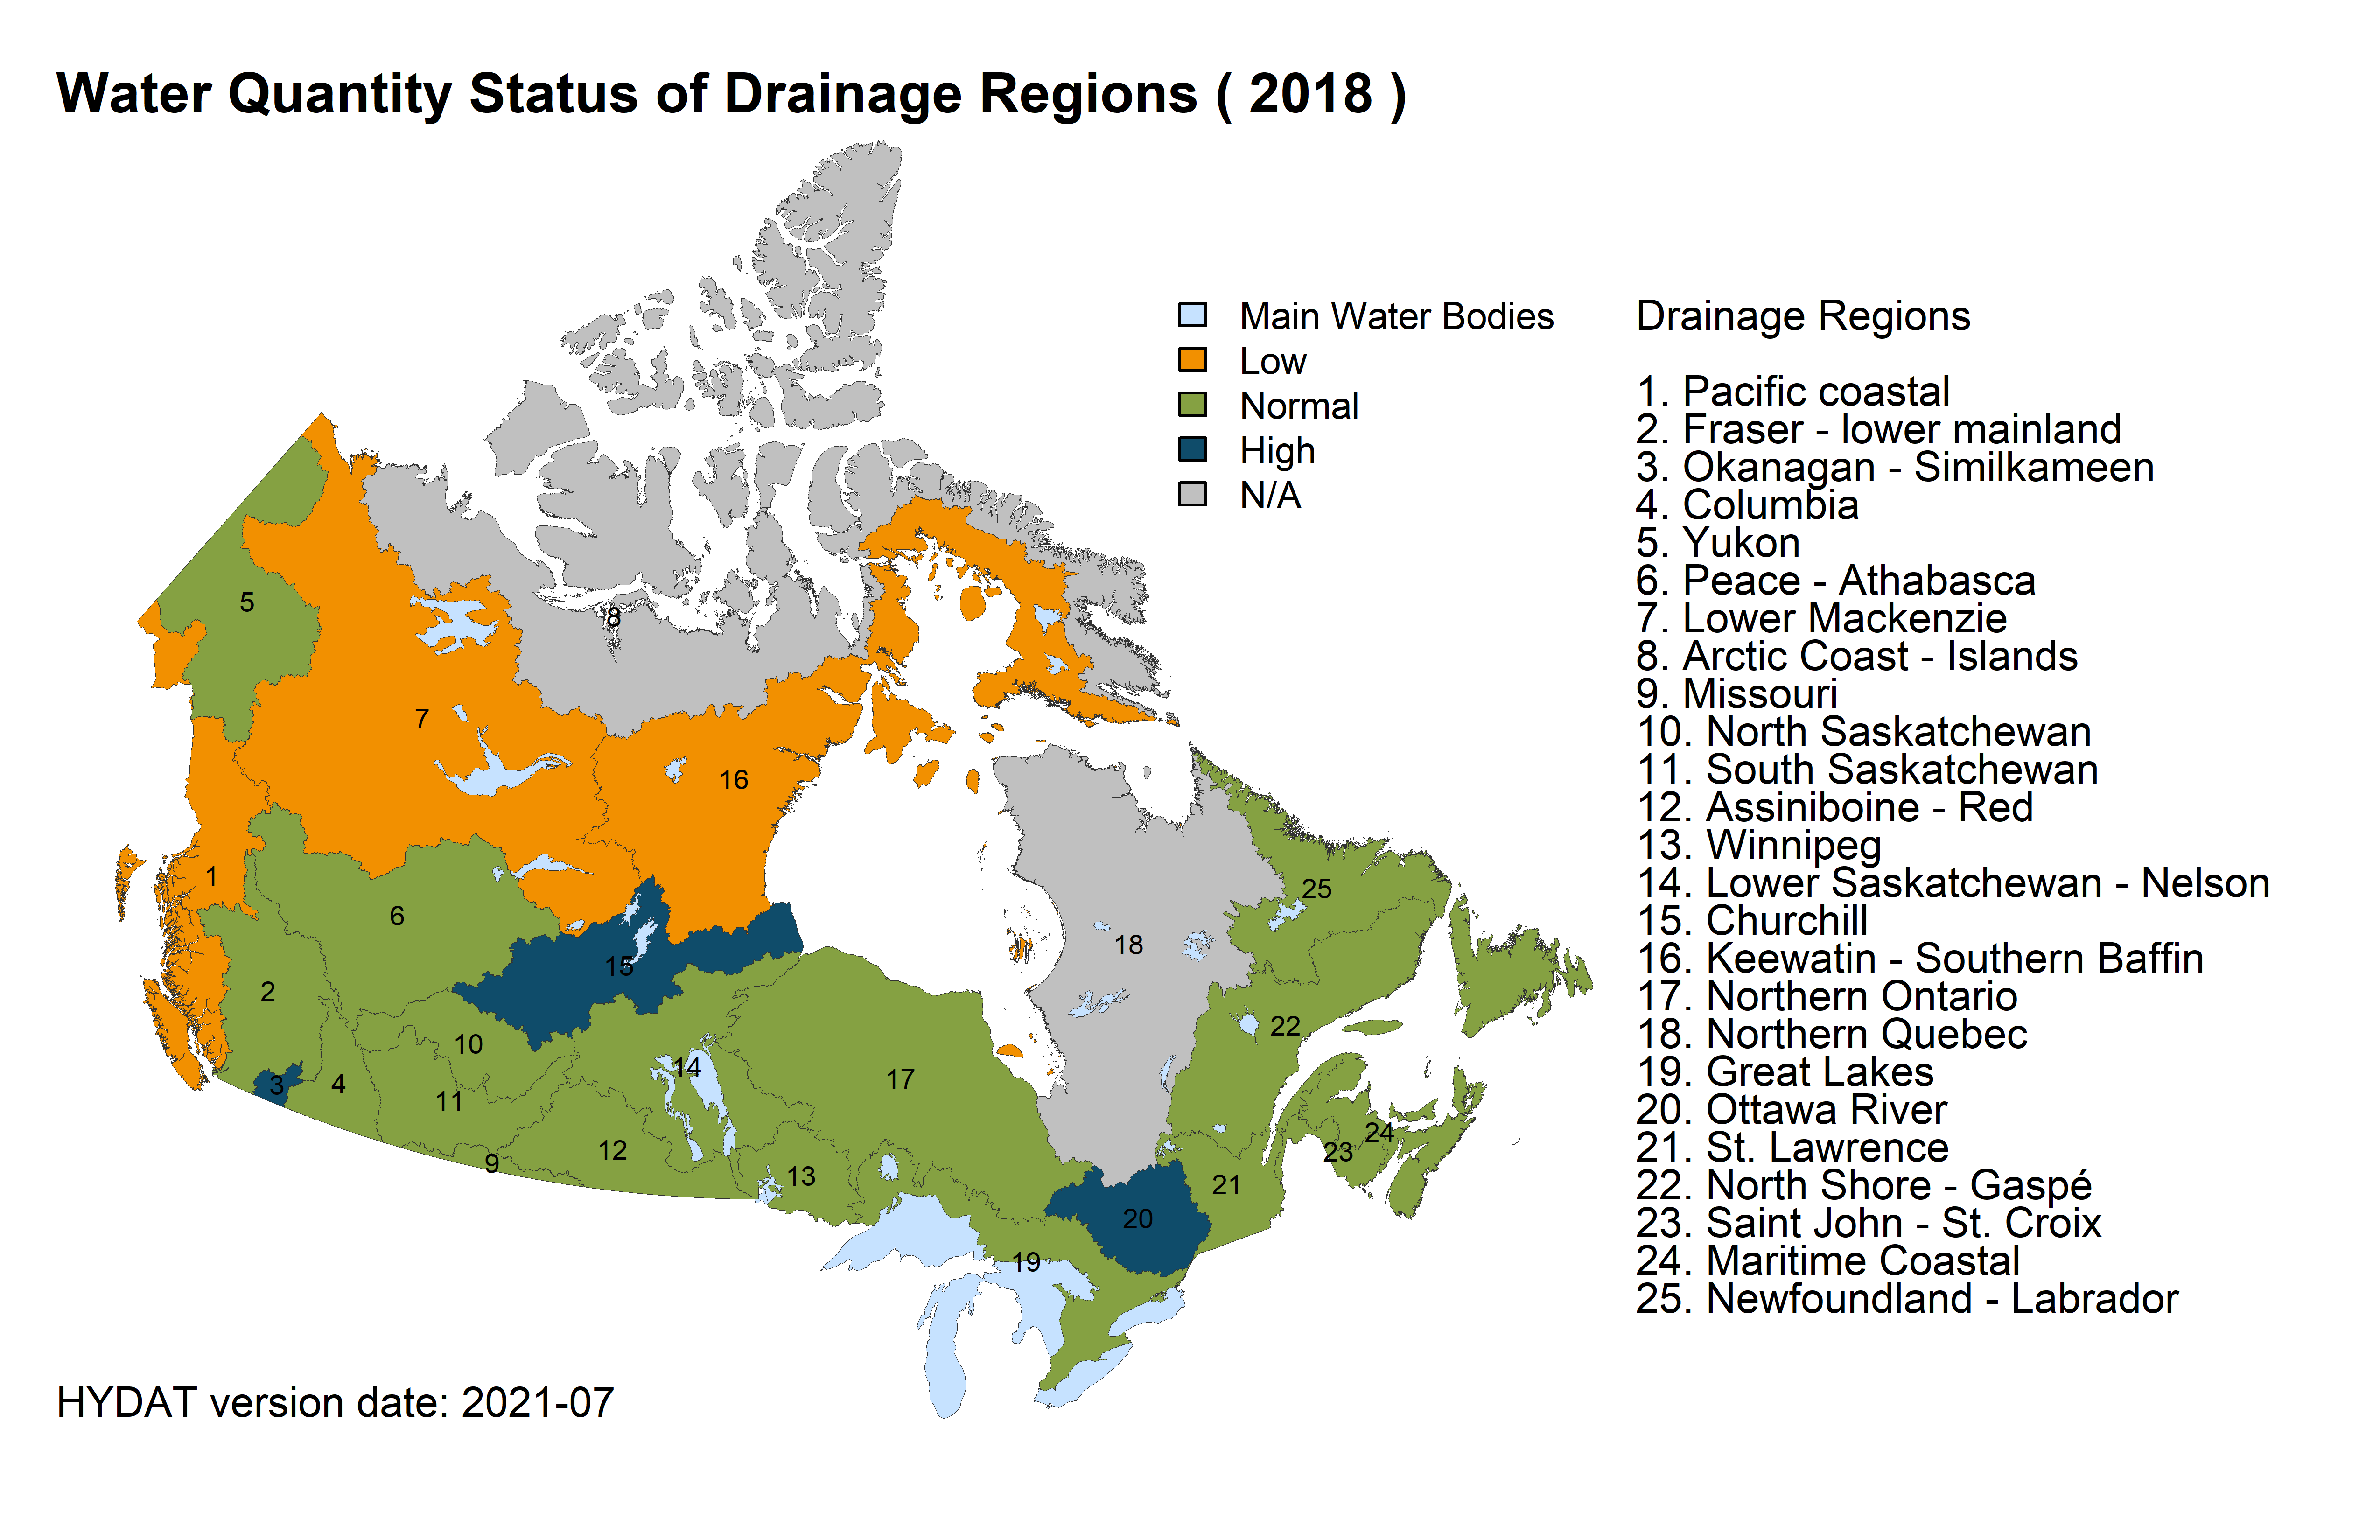 Water Quantity Status of Drainage Regions ( 2018 )
Main Water Bodies
Low
Normal
High
N/A
Drainage Regions
1. Pacific coastal
2. Fraser - lower mainland
3. Okanagan - Similkameen
4. Columbia
5. Yukon
6. Peace - Athabasca
7. Lower Mackenzie
8. Arctic Coast - Islands
9. Missouri
10. North Saskatchewan
11. South Saskatchewan
12. Assiniboine - Red
13. Winnipeg
14. Lower Saskatchewan - Nelson
15. Churchill
16. Keewatin - Southern Baffin
17. Northern Ontario
18. Northern Quebec
19. Great Lakes
20. Ottawa River
21. St. Lawrence
22. North Shore - Gaspé
23. Saint John - St. Croix
24. Maritime Coastal
25. Newfoundland - Labrador
5
8
7
16
1
25
6
18
15
2
22
10
14
17
3
4
11
24
12
23
9
13
21
20
19
HYDAT version date: 2021-07